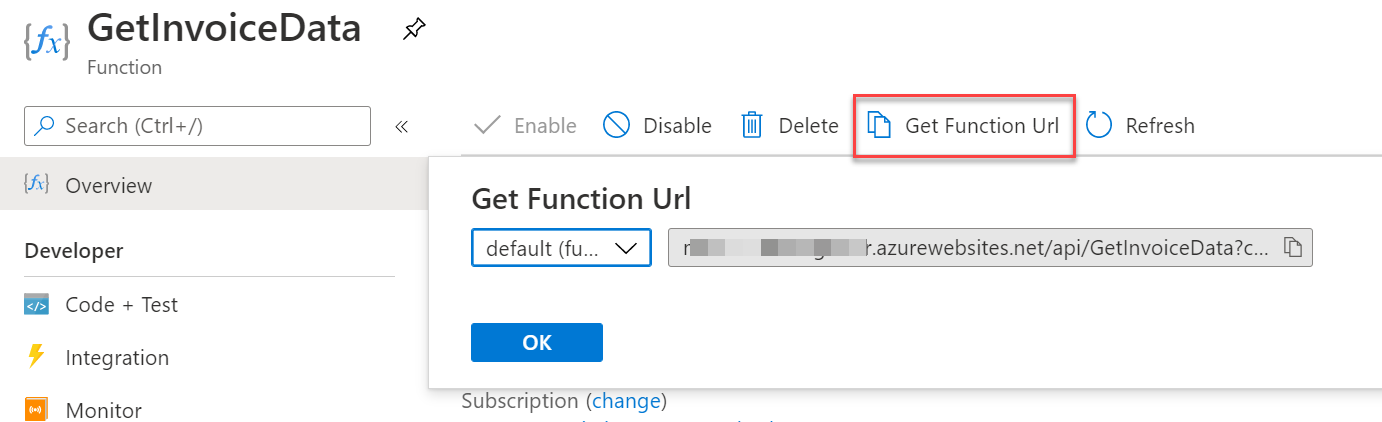 GetInvoiceData
Function
Search (Ctrl+/)
«
Enable
Disable
Delete
Get Function Url
Refresh
Overview
Get Function Url
default (fu...
.azurewebsites.net/api/GetInvoiceData?c...
OK
Developer
Code + Test
Integration
Monitor
Subscription (change)